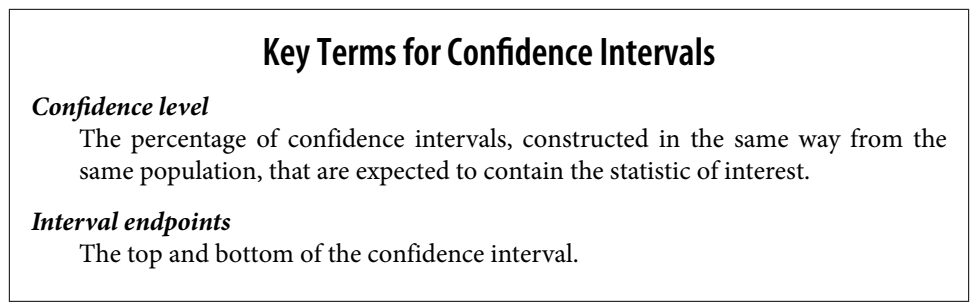 Key Terms for Confidence Intervals
Confidence level
The percentage of confidence intervals, constructed in the same way from the
same population, that are expected to contain the statistic of interest.
Interval endpoints
The top and bottom of the confidence interval.